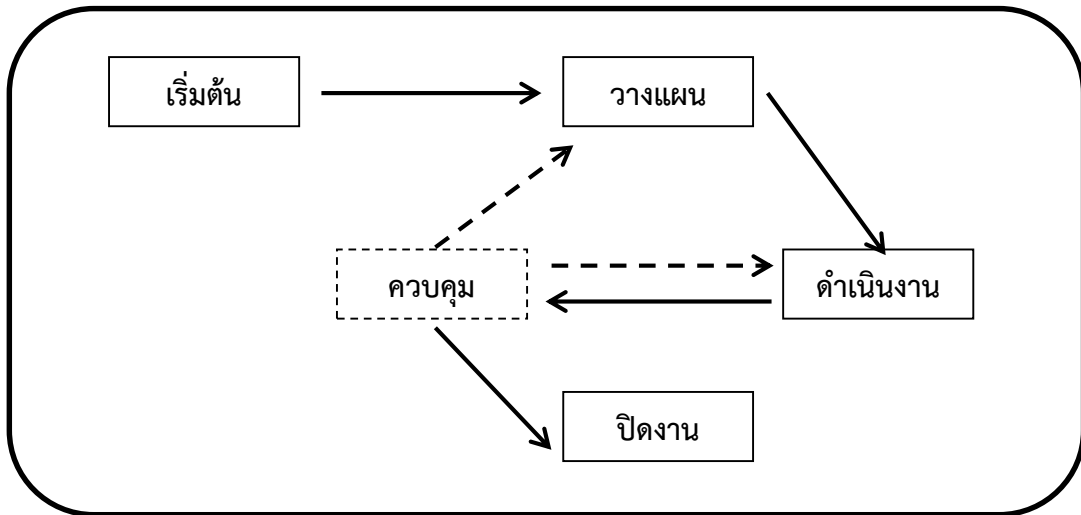 เริ่มต้น
วางแผน
ควบคุม
ดำเนินงาน
ปิดงาน